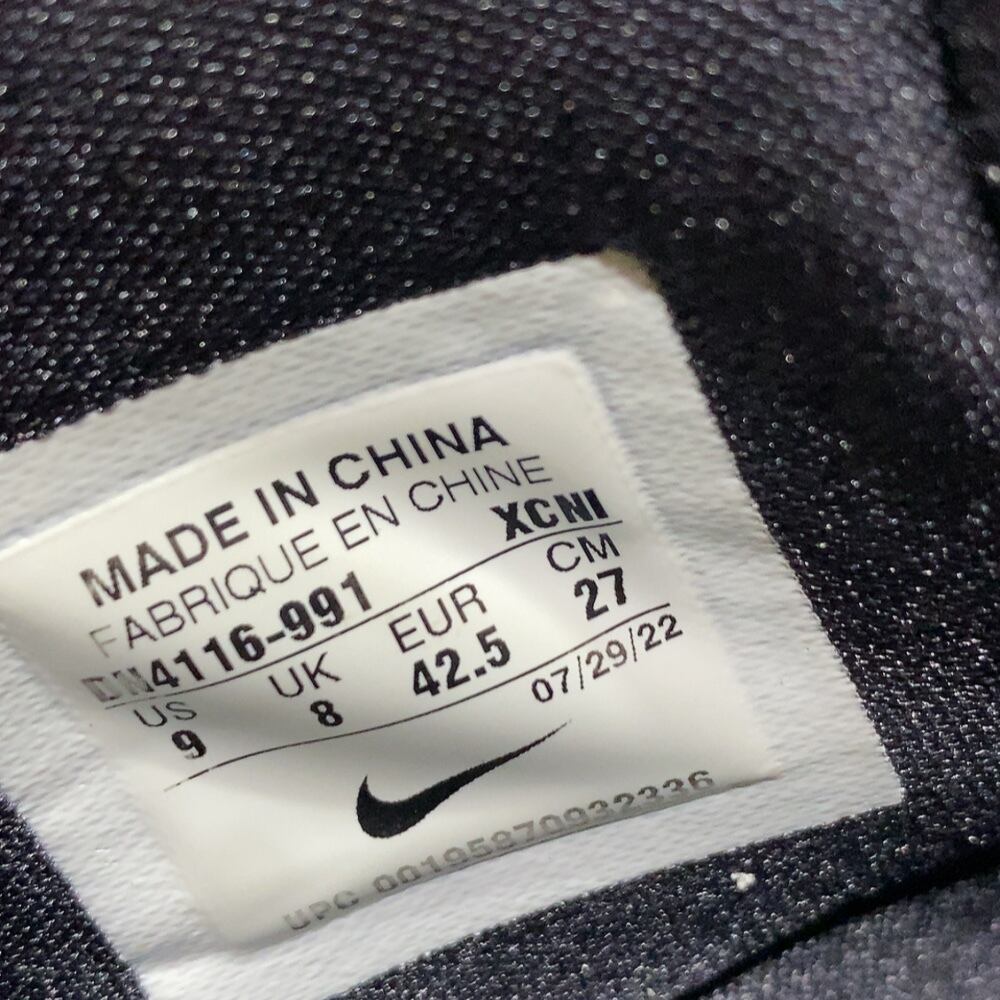 MADE IN CHINA
FABRIQUE EN CHINE
XCNI
DN4116-991
US UK EUR CM
9 8 42.5 27
07/29/22
UPC 00195870932336